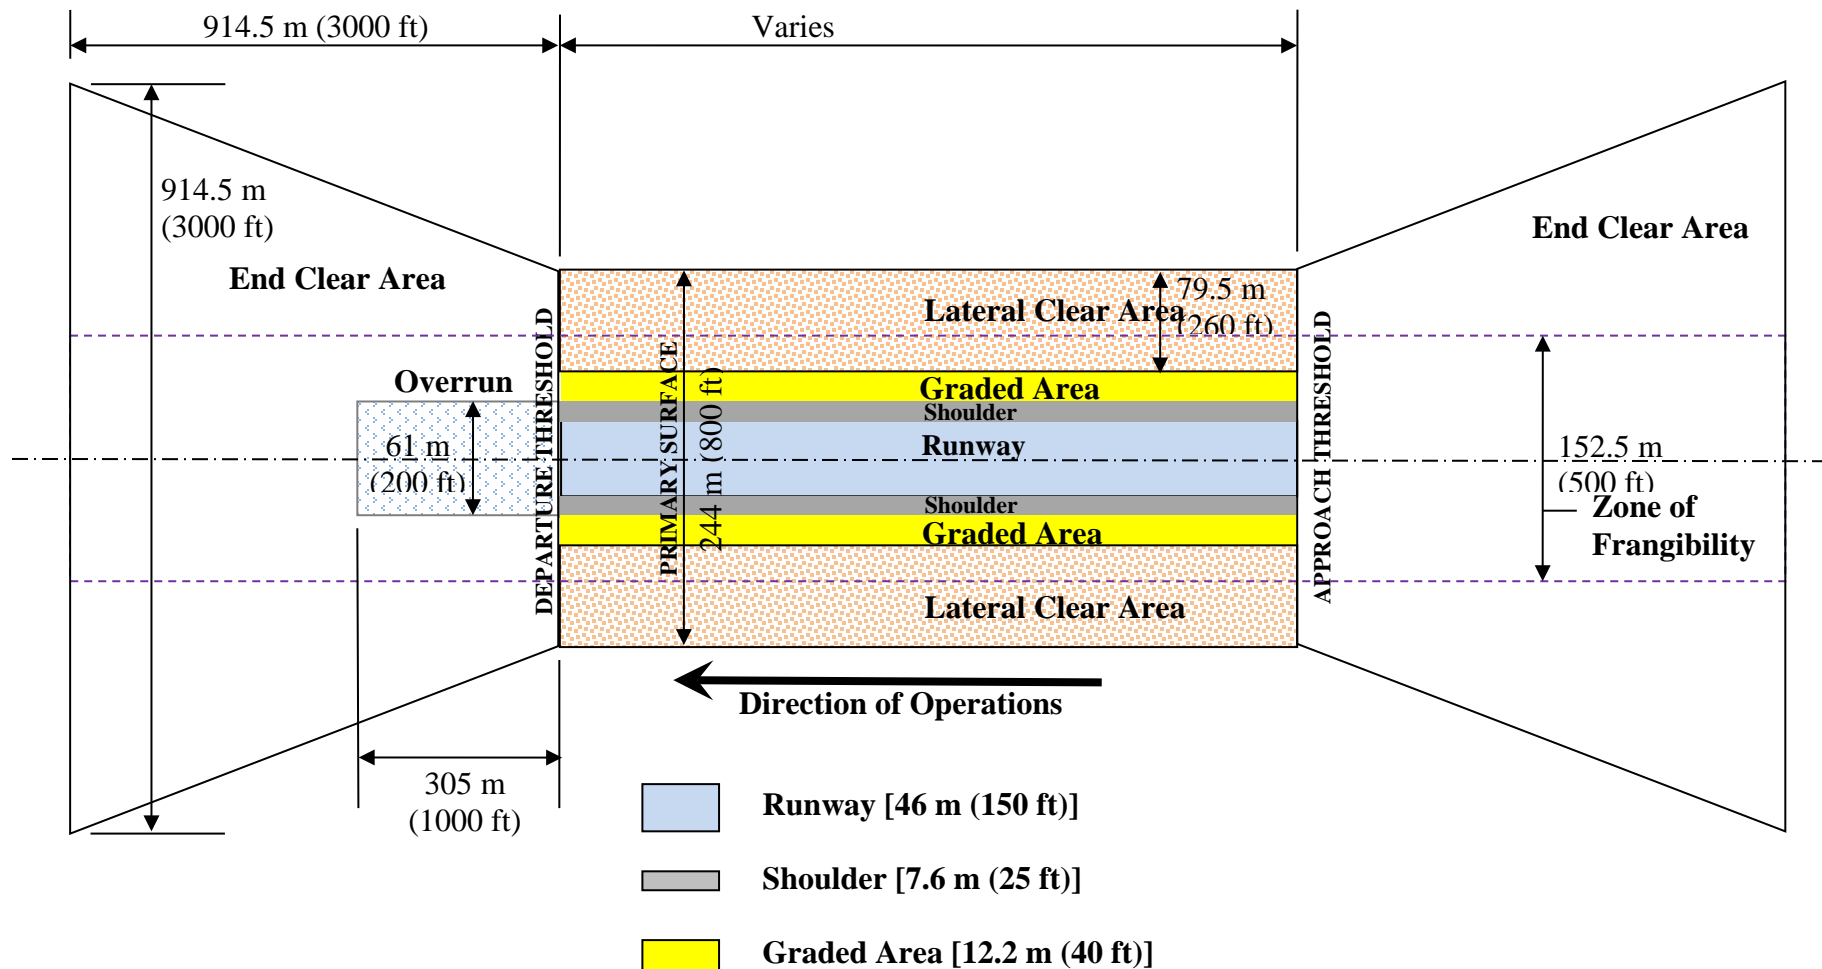 914.5 m (3000 ft)
Varies
914.5 m
(3000 ft)
End Clear Area
End Clear Area
79.5 m
(260 ft)
Lateral Clear Area
DEPARTURE THRESHOLD
PRIMARY SURFACE
244 m (800 ft)
APPROACH THRESHOLD
Overrun
Graded Area
Shoulder
Runway
61 m
(200 ft)
152.5 m
(500 ft)
Zone of
Frangibility
Shoulder
Graded Area
Lateral Clear Area
Direction of Operations
305 m
(1000 ft)
Runway [46 m (150 ft)]
Shoulder [7.6 m (25 ft)]
Graded Area [12.2 m (40 ft)]